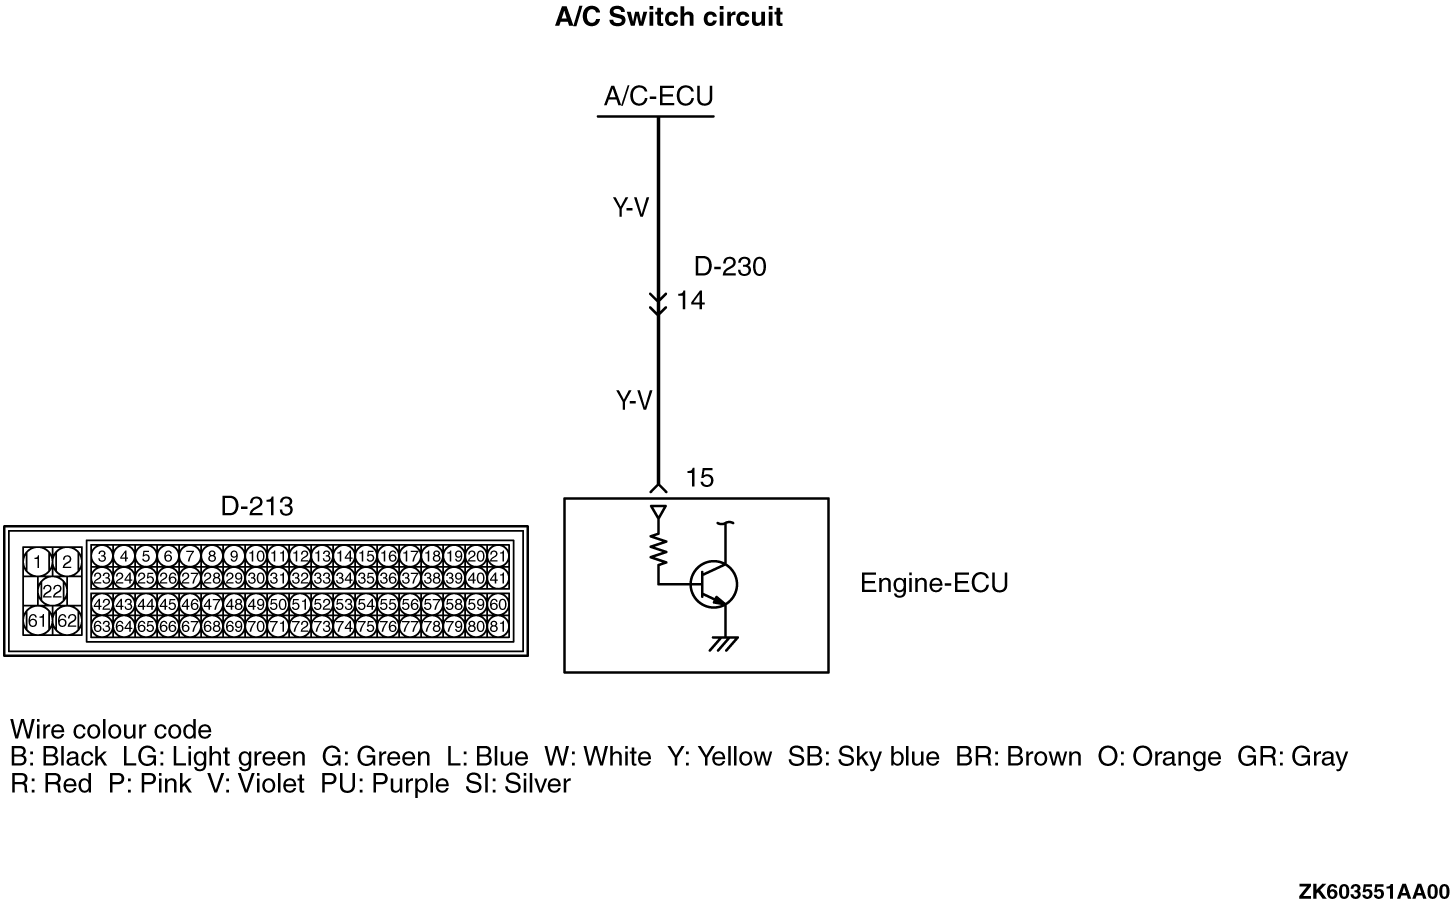 A/C Switch circuit
A/C-ECU
Y-V
D-230
14
Y-V
15
D-213
1 2 3 4 5 6 7 8 9 10 11 12 13 14 15 16 17 18 19 20 21
22 23 24 25 26 27 28 29 30 31 32 33 34 35 36 37 38 39 40 41
42 43 44 45 46 47 48 49 50 51 52 53 54 55 56 57 58 59 60
61 62 63 64 65 66 67 68 69 70 71 72 73 74 75 76 77 78 79 80 81
Engine-ECU
Wire colour code
B: Black LG: Light green G: Green L: Blue W: White Y: Yellow SB: Sky blue BR: Brown O: Orange GR: Gray
R: Red P: Pink V: Violet PU: Purple SI: Silver
ZK603551AA00